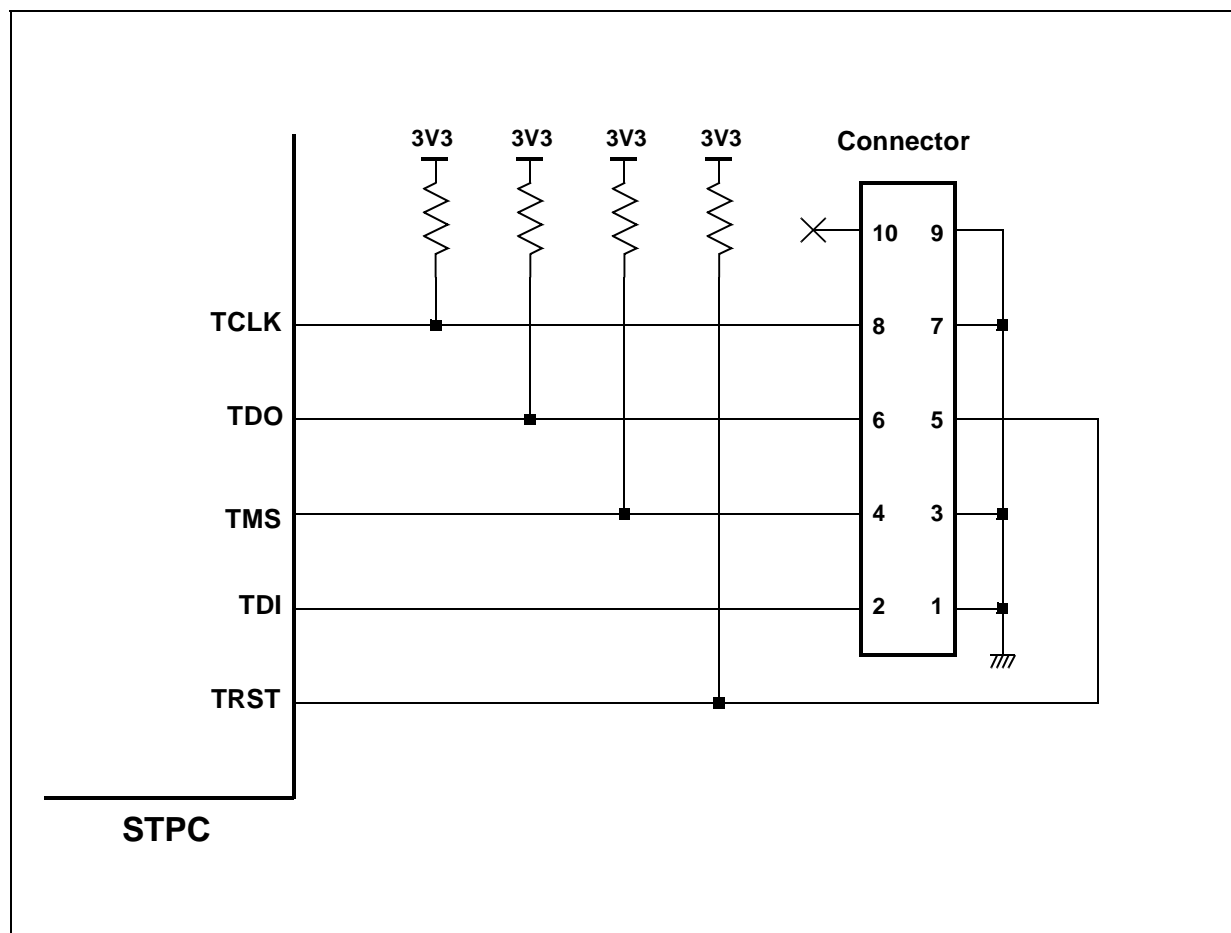 3V3 3V3 3V3 3V3
Connector
10 9
TCLK 8 7
TDO 6 5
TMS 4 3
TDI 2 1
TRST
STPC